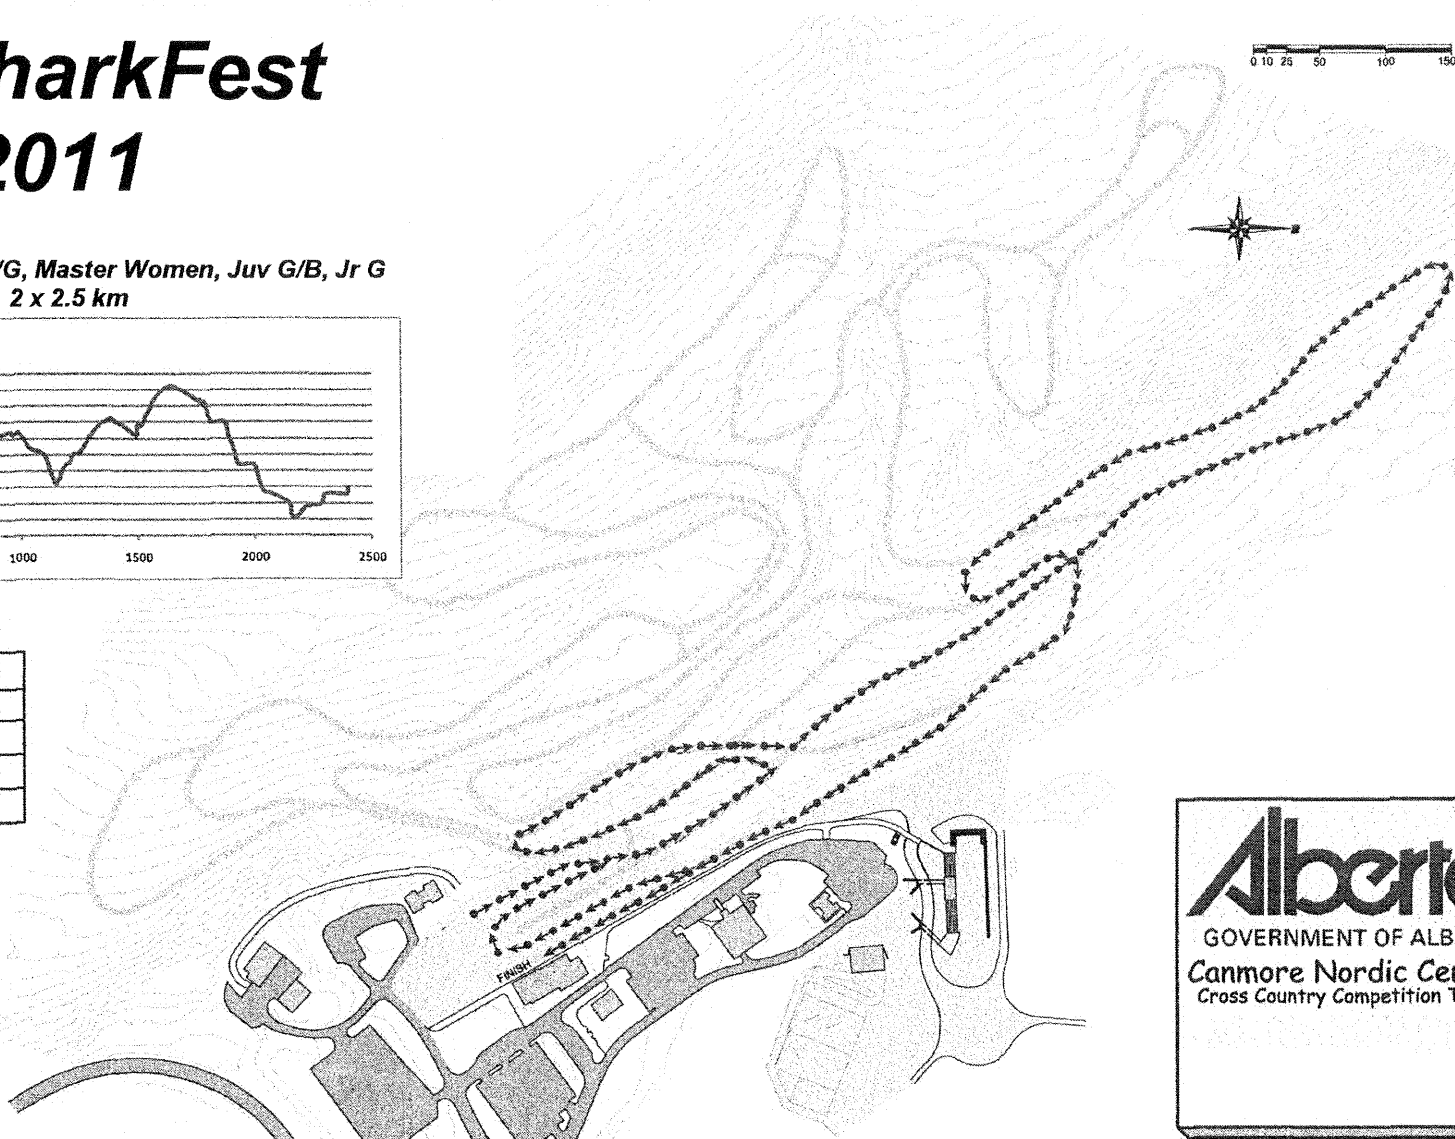 harkFest
2011
/G, Master Women, Juv G/B, Jr G
2 x 2.5 km
1000 1500 2000 2500
0 10 25 50 100 150
FINISH
Alberta
GOVERNMENT OF ALB
Canmore Nordic Cen
Cross Country Competition T